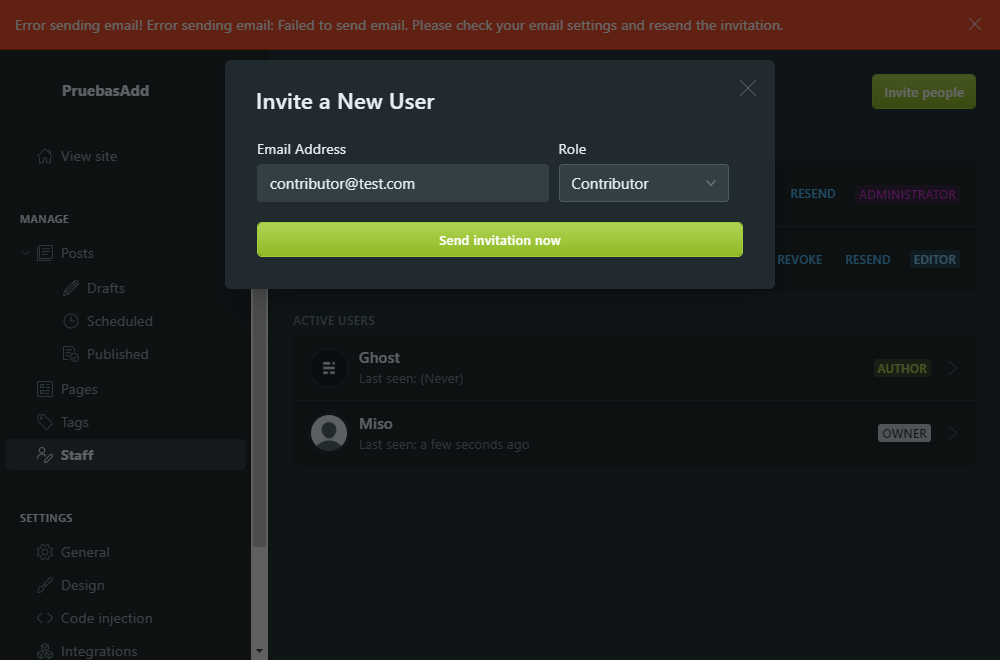 Error sending email! Error sending email: Failed to send email. Please check your email settings and resend the invitation.
PruebasAdd
Invite people
View site
MANAGE
Posts
Drafts
Scheduled
Published
Pages
Tags
Staff
SETTINGS
General
Design
Code injection
Integrations
Invite a New User
Email Address
Role
contributor@test.com
Contributor
Send invitation now
RESEND ADMINISTRATOR
REVOKE RESEND EDITOR
ACTIVE USERS
Ghost
Last seen: (Never)
AUTHOR
Miso
Last seen: a few seconds ago
OWNER